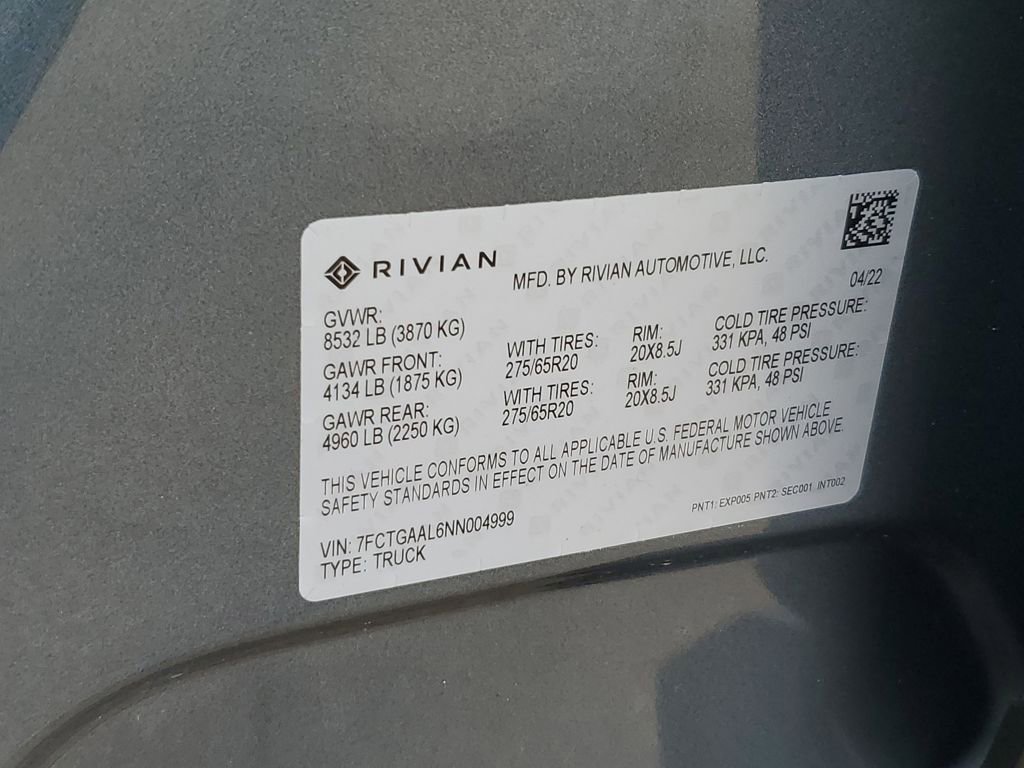 RIVIAN MFD. BY RIVIAN AUTOMOTIVE, LLC.
04/22
GVWR:
8532 LB (3870 KG)
GAWR FRONT: WITH TIRES: RIM: COLD TIRE PRESSURE:
4134 LB (1875 KG) 275/65R20 20X8.5J 331 KPA, 48 PSI
GAWR REAR: WITH TIRES: RIM: COLD TIRE PRESSURE:
4960 LB (2250 KG) 275/65R20 20X8.5J 331 KPA, 48 PSI
THIS VEHICLE CONFORMS TO ALL APPLICABLE U.S. FEDERAL MOTOR VEHICLE
SAFETY STANDARDS IN EFFECT ON THE DATE OF MANUFACTURE SHOWN ABOVE.
PNT1: EXP005 PNT2: SEC001 INT002
VIN: 7FCTGAAL6NN004999
TYPE: TRUCK